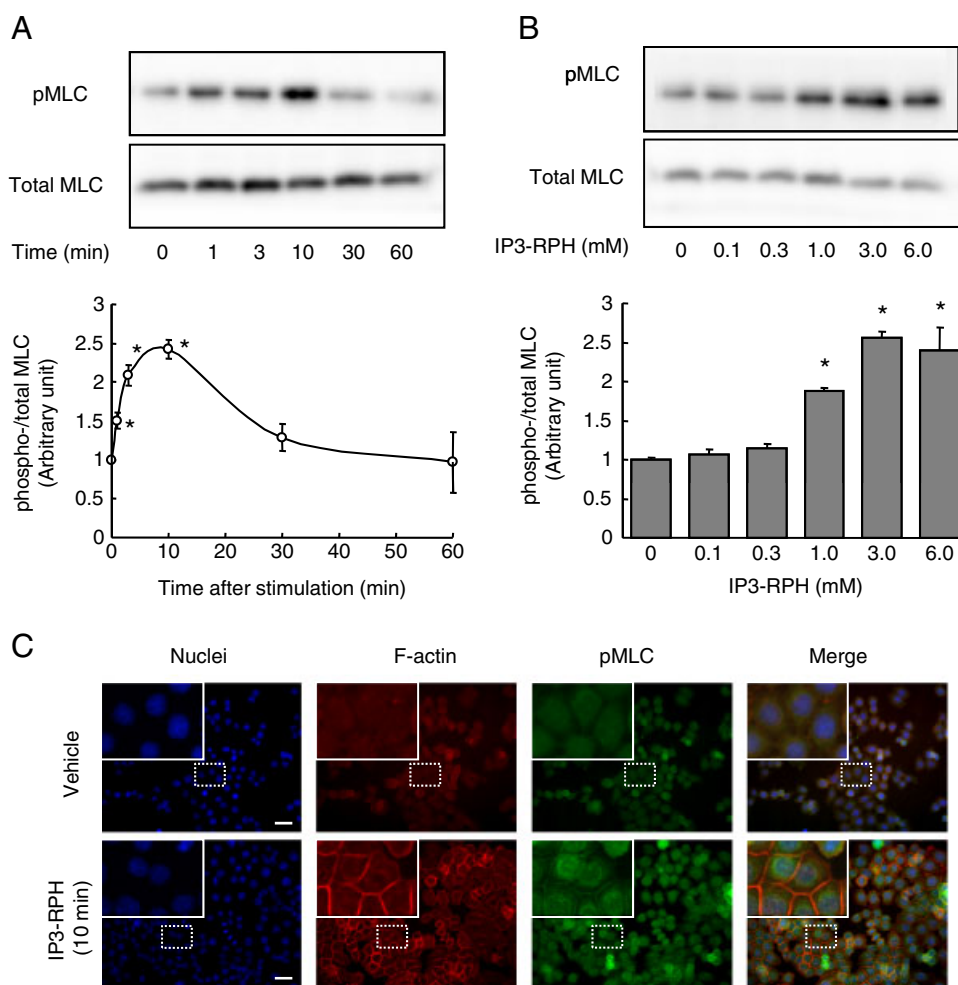 A
pMLC
Total MLC
Time (min) 0 1 3 10 30 60
phospho-/total MLC
(Arbitrary unit)
3
2.5
2
1.5
1
0.5
0
*
*
*
0 10 20 30 40 50 60
Time after stimulation (min)
B
pMLC
Total MLC
IP3-RPH (mM) 0 0.1 0.3 1.0 3.0 6.0
phospho-/total MLC
(Arbitrary unit)
3
2.5
2
1.5
1
0.5
0
*
*
*
0 0.1 0.3 1.0 3.0 6.0
IP3-RPH (mM)
C
Nuclei F-actin pMLC Merge
Vehicle
IP3-RPH
(10 min)